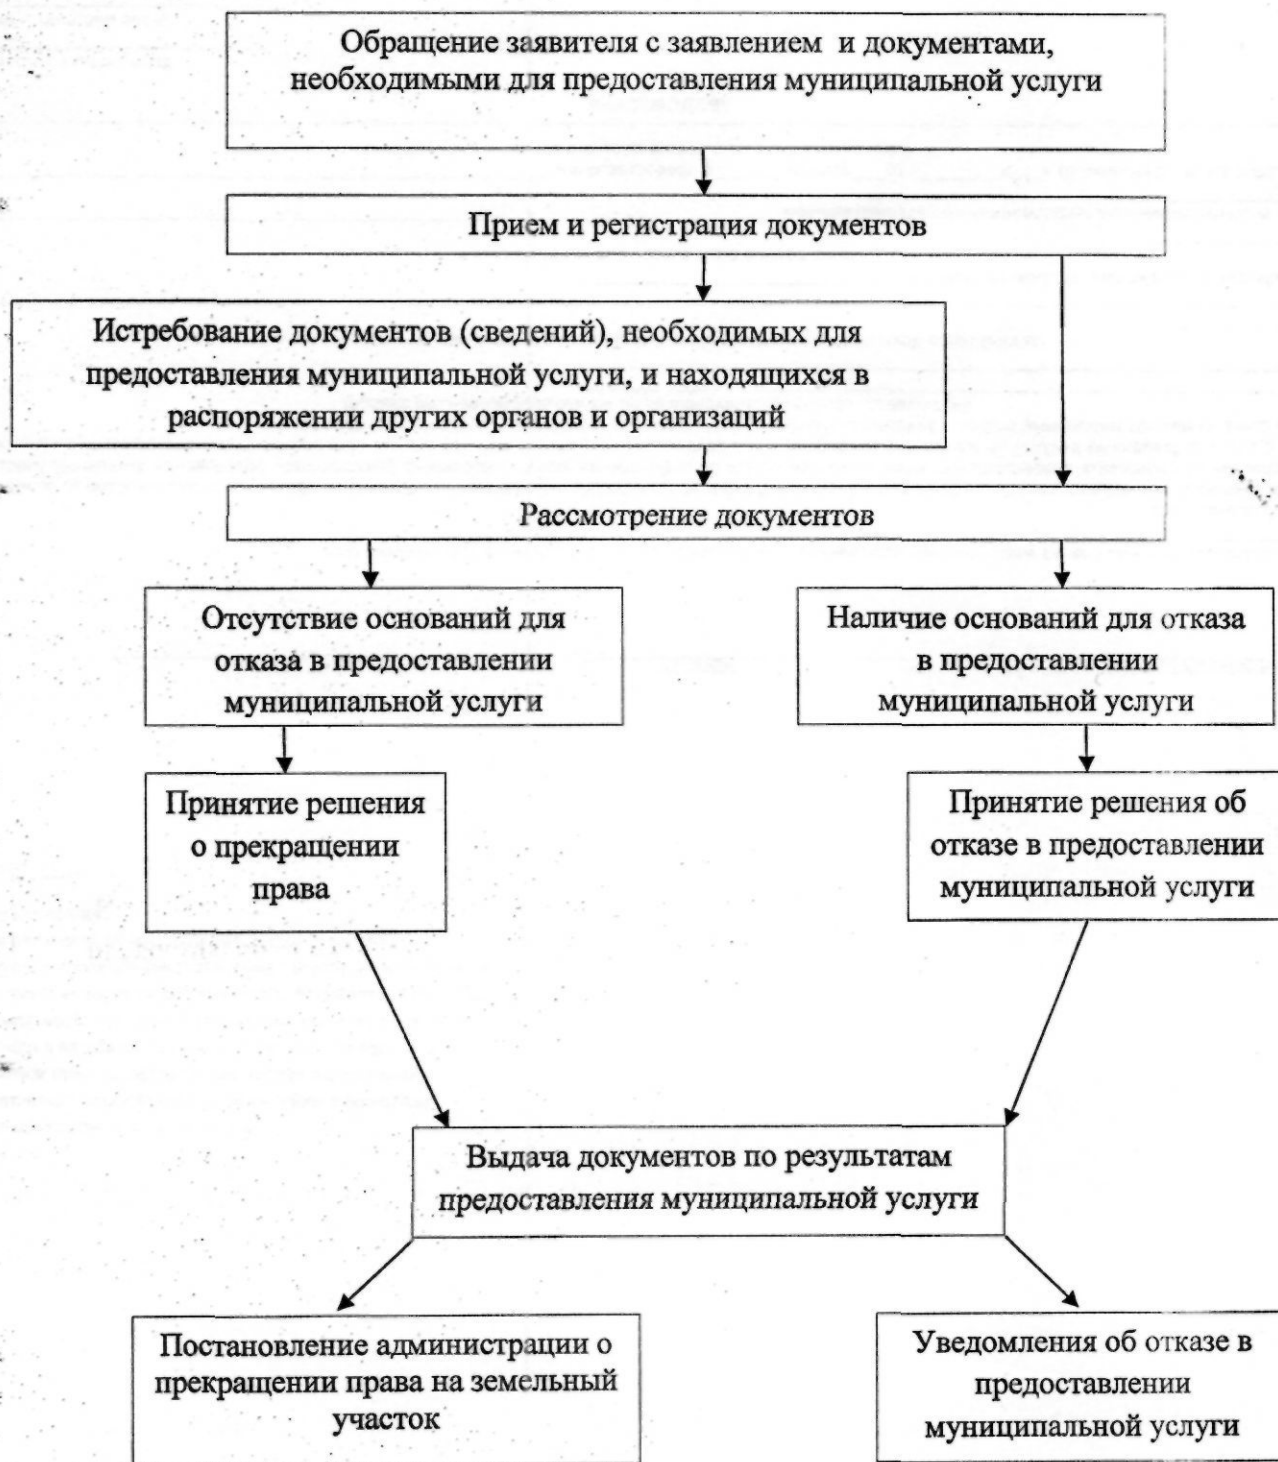 Обращение заявителя с заявлением и документами,
необходимыми для предоставления муниципальной услуги
Прием и регистрация документов
Истребование документов (сведений), необходимых для
предоставления муниципальной услуги, и находящихся в
распоряжении других органов и организаций
Рассмотрение документов
Отсутствие оснований для
отказа в предоставлении
муниципальной услуги
Наличие оснований для отказа
в предоставлении
муниципальной услуги
Принятие решения
о прекращении
права
Принятие решения об
отказе в предоставлении
муниципальной услуги
Выдача документов по результатам
предоставления муниципальной услуги
Постановление администрации о
прекращении права на земельный
участок
Уведомления об отказе в
предоставлении
муниципальной услуги